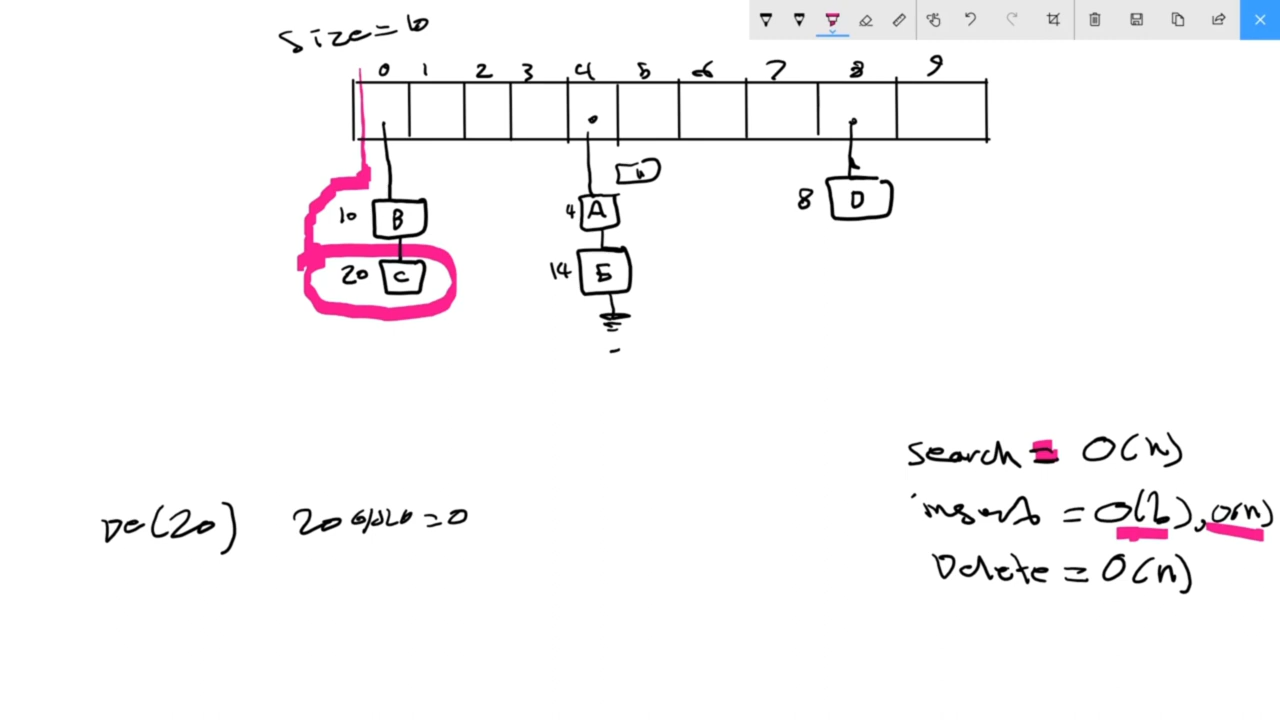 Size = 10
0 1 2 3 4 5 6 7 8 9
10 B
4 A
8 D
20 C
14 E
Search = O(n)
insert = O(1), O(n)
De(20) 20 %10 = 0
Delete = O(n)